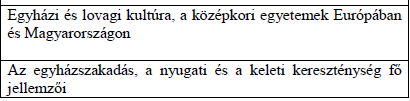 Egyházi és lovagi kultúra, a középkori egyetemek Európában
és Magyarországon
Az egyházszakadás, a nyugati és a keleti kereszténység fő
jellemzői